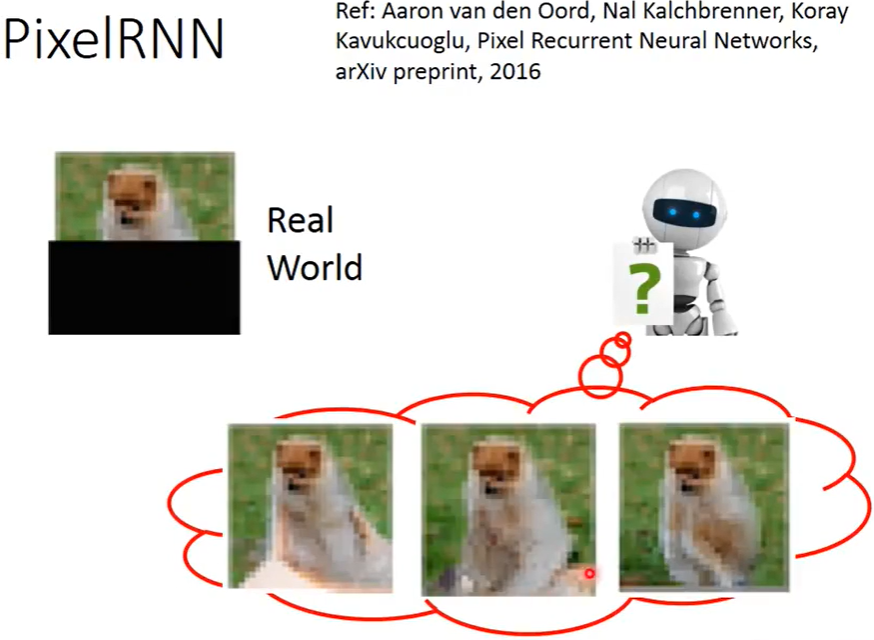 PixelRNN
Ref: Aaron van den Oord, Nal Kalchbrenner, Koray
Kavukcuoglu, Pixel Recurrent Neural Networks,
arXiv preprint, 2016
Real
World
?